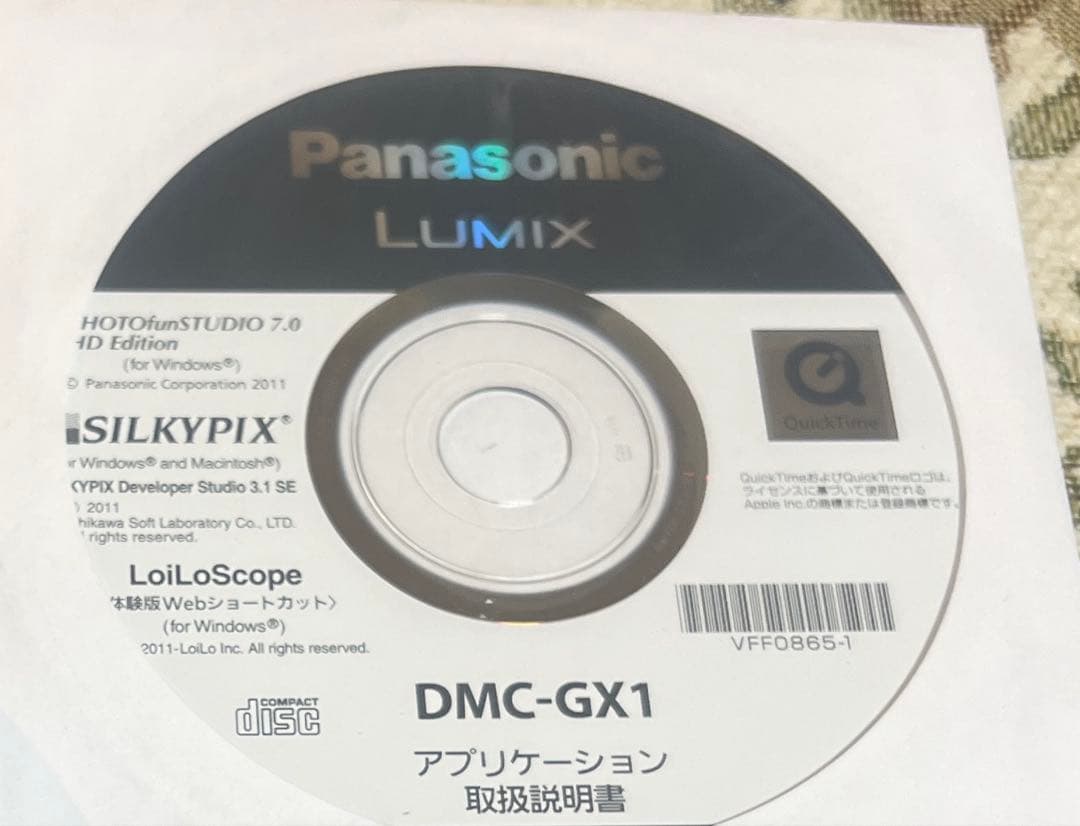 Panasonic
LUMIX
HOTOfunSTUDIO 7.0
HD Edition
(for Windows®)
© Panasonic Corporation 2011
SILKYPIX®
r Windows® and Macintosh®)
KYPIX Developer Studio 3.1 SE
) 2011
hikawa Soft Laboratory Co., LTD.
l rights reserved.
LoiLoScope
体験版Webショートカット〉
(for Windows®)
2011-LoiLo Inc. All rights reserved.
QuickTime
QuickTimeおよびQuickTimeロゴは、
ライセンスに基づいて使用される
Apple Inc.の商標または登録商標です。
VFF0865-1
COMPACT
disc
DMC-GX1
アプリケーション
取扱説明書